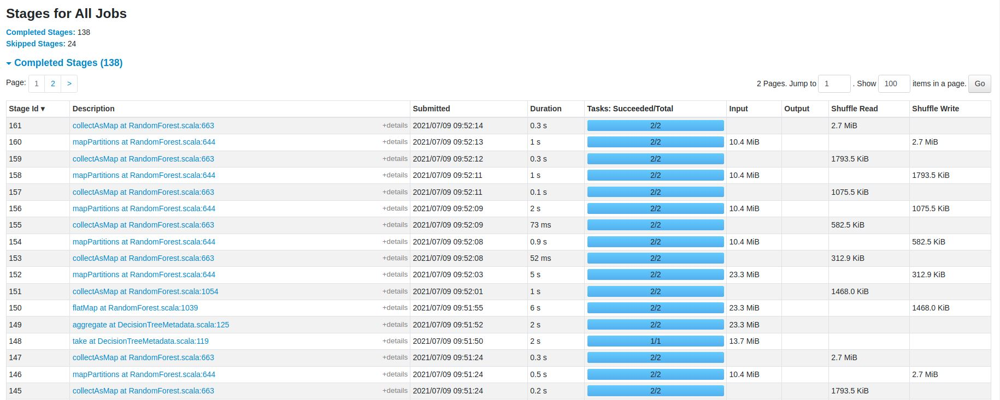 Stages for All Jobs
Completed Stages: 138
Skipped Stages: 24
Completed Stages (138)
Page: 1 2 > 2 Pages. Jump to 1 . Show 100 items in a page. Go
Stage Id ▾ Description Submitted Duration Tasks: Succeeded/Total Input Output Shuffle Read Shuffle Write
161 collectAsMap at RandomForest.scala:663 +details 2021/07/09 09:52:14 0.3 s 2/2 2.7 MiB
160 mapPartitions at RandomForest.scala:644 +details 2021/07/09 09:52:13 1 s 2/2 10.4 MiB 2.7 MiB
159 collectAsMap at RandomForest.scala:663 +details 2021/07/09 09:52:12 0.3 s 2/2 1793.5 KiB
158 mapPartitions at RandomForest.scala:644 +details 2021/07/09 09:52:11 1 s 2/2 10.4 MiB 1793.5 KiB
157 collectAsMap at RandomForest.scala:663 +details 2021/07/09 09:52:11 0.1 s 2/2 1075.5 KiB
156 mapPartitions at RandomForest.scala:644 +details 2021/07/09 09:52:09 2 s 2/2 10.4 MiB 1075.5 KiB
155 collectAsMap at RandomForest.scala:663 +details 2021/07/09 09:52:09 73 ms 2/2 582.5 KiB
154 mapPartitions at RandomForest.scala:644 +details 2021/07/09 09:52:08 0.9 s 2/2 10.4 MiB 582.5 KiB
153 collectAsMap at RandomForest.scala:663 +details 2021/07/09 09:52:08 52 ms 2/2 312.9 KiB
152 mapPartitions at RandomForest.scala:644 +details 2021/07/09 09:52:03 5 s 2/2 23.3 MiB 312.9 KiB
151 collectAsMap at RandomForest.scala:1054 +details 2021/07/09 09:52:01 1 s 2/2 1468.0 KiB
150 flatMap at RandomForest.scala:1039 +details 2021/07/09 09:51:55 6 s 2/2 23.3 MiB 1468.0 KiB
149 aggregate at DecisionTreeMetadata.scala:125 +details 2021/07/09 09:51:52 2 s 2/2 23.3 MiB
148 take at DecisionTreeMetadata.scala:119 +details 2021/07/09 09:51:50 2 s 1/1 13.7 MiB
147 collectAsMap at RandomForest.scala:663 +details 2021/07/09 09:51:24 0.3 s 2/2 2.7 MiB
146 mapPartitions at RandomForest.scala:644 +details 2021/07/09 09:51:24 0.5 s 2/2 10.4 MiB 2.7 MiB
145 collectAsMap at RandomForest.scala:663 +details 2021/07/09 09:51:24 0.2 s 2/2 1793.5 KiB